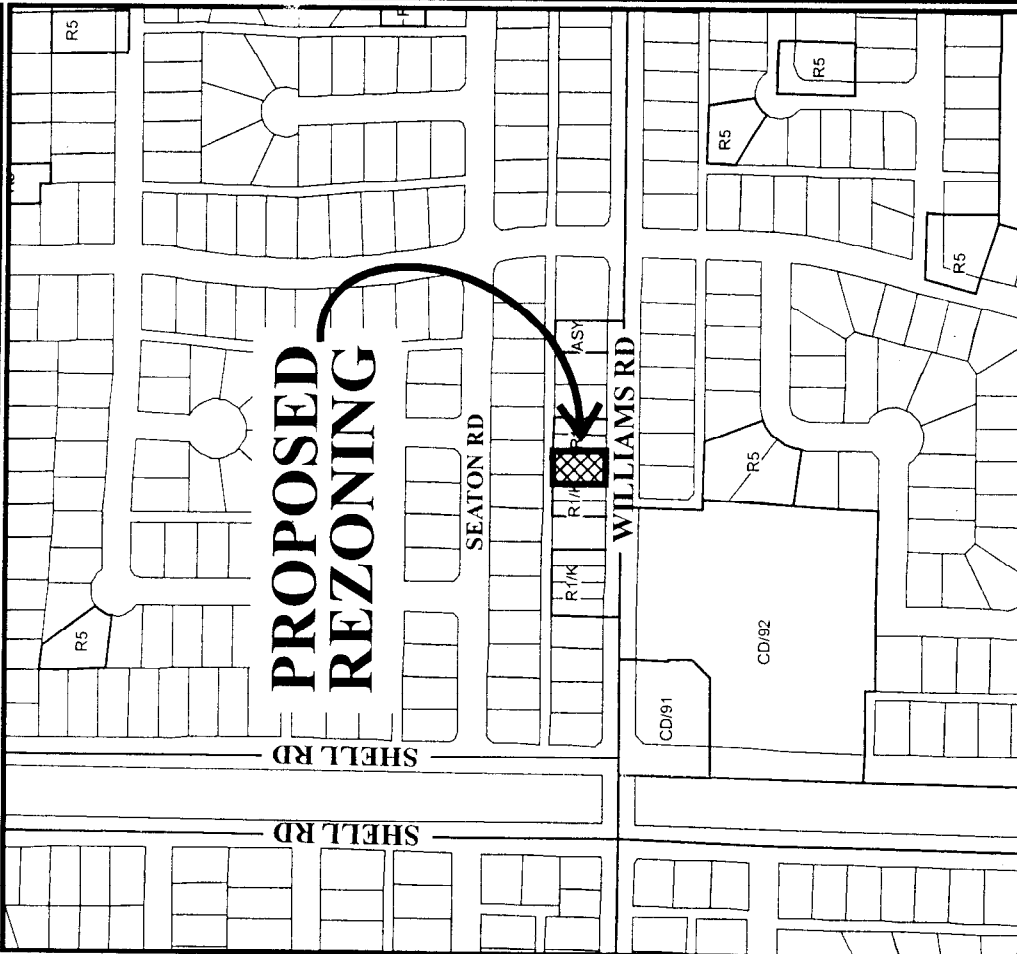 PROPOSED
REZONING
SEATON RD
WILLIAMS RD
SHELL RD
SHELL RD
R5
R5
R5
R5
R5
R5
ASY
R1/K
CD/92
CD/91